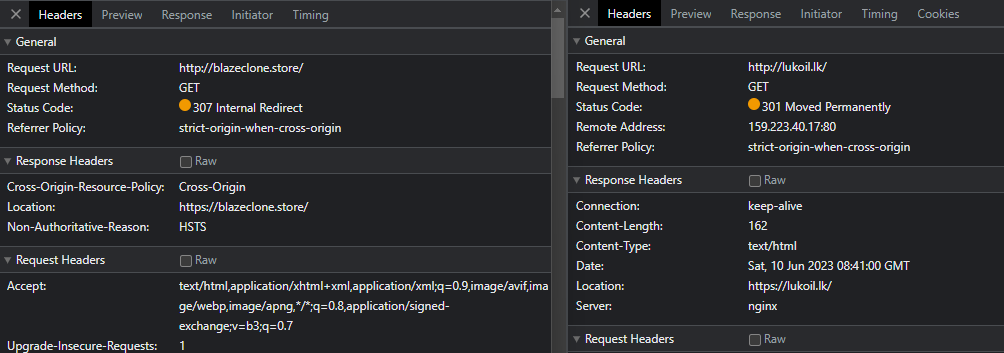 Headers Preview Response Initiator Timing
General
Request URL: http://blazeclone.store/
Request Method: GET
Status Code: 307 Internal Redirect
Referrer Policy: strict-origin-when-cross-origin
Response Headers Raw
Cross-Origin-Resource-Policy: Cross-Origin
Location: https://blazeclone.store/
Non-Authoritative-Reason: HSTS
Request Headers Raw
Accept: text/html,application/xhtml+xml,application/xml;q=0.9,image/avif,ima
ge/webp,image/apng,*/*;q=0.8,application/signed-
exchange;v=b3;q=0.7
Upgrade-Insecure-Requests: 1
Headers Preview Response Initiator Timing Cookies
General
Request URL: http://lukoil.lk/
Request Method: GET
Status Code: 301 Moved Permanently
Remote Address: 159.223.40.17:80
Referrer Policy: strict-origin-when-cross-origin
Response Headers Raw
Connection: keep-alive
Content-Length: 162
Content-Type: text/html
Date: Sat, 10 Jun 2023 08:41:00 GMT
Location: https://lukoil.lk/
Server: nginx
Request Headers Raw